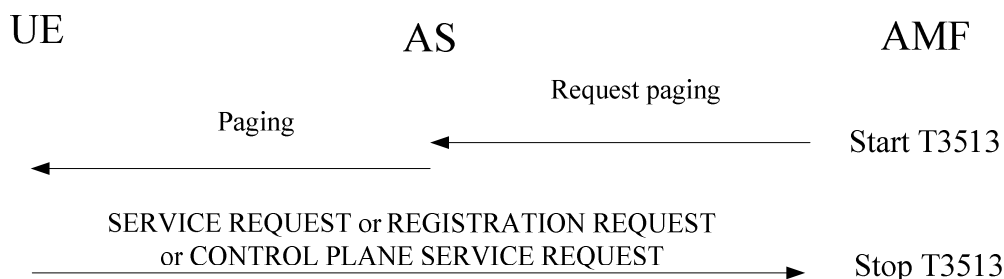 UE
AS
AMF
Request paging
Paging
Start T3513
SERVICE REQUEST or REGISTRATION REQUEST
or CONTROL PLANE SERVICE REQUEST
Stop T3513